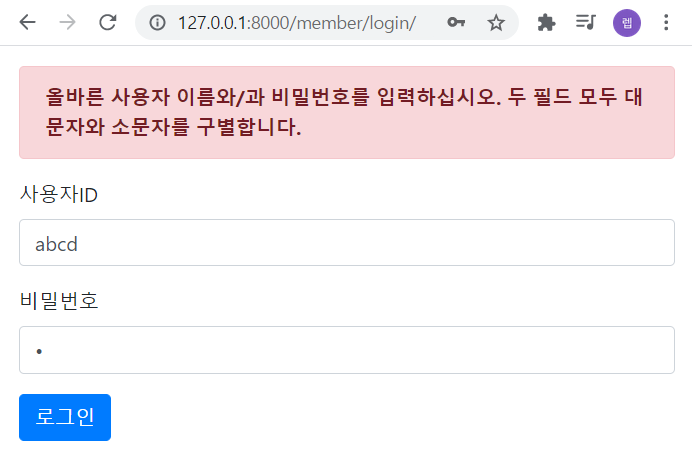 127.0.0.1:8000/member/login/
렙
올바른 사용자 이름와/과 비밀번호를 입력하십시오. 두 필드 모두 대
문자와 소문자를 구별합니다.
사용자ID
abcd
비밀번호
로그인